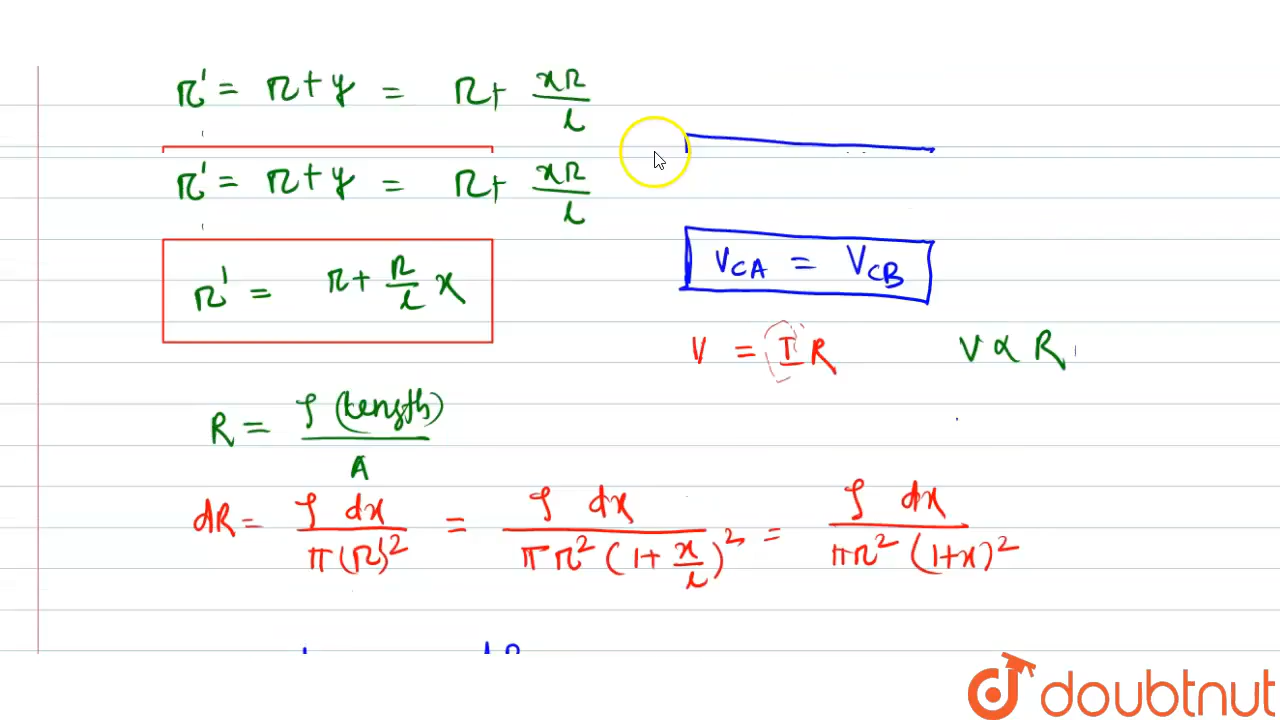 r' = r + y = r + xr/l
r' = r + y = r + xr/l
r' = r + r/l x
V_CA = V_CB
V = I R
V ∝ R
R = ρ (Length) / A
dR = ρ dx / π(r')² = ρ dx / πr² (1 + x/l)² = ρ dx / πr² (1+x)²
doubtnut